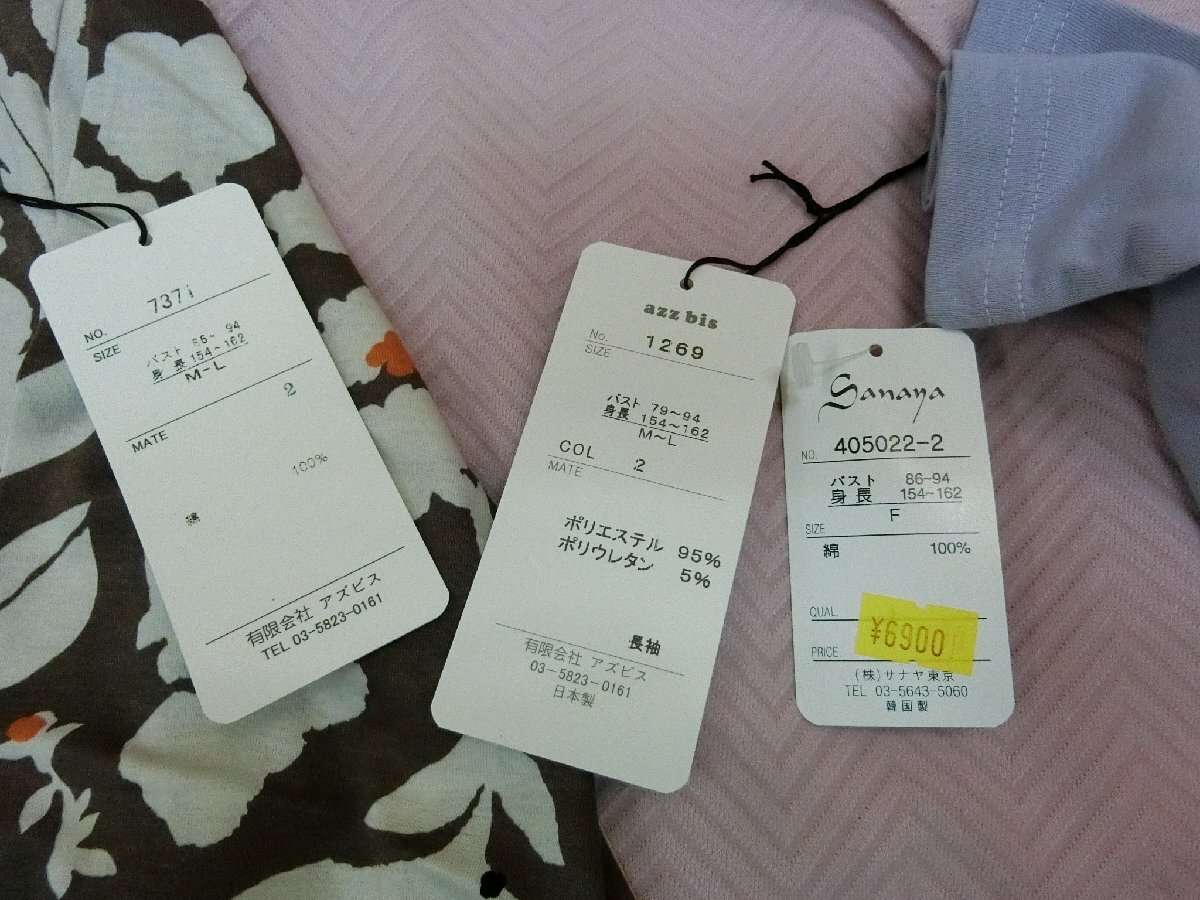 NO. 7371
SIZE
バスト 85~ 94
身長 154~162
M-L
2
MATE
100%
綿
有限会社 アズビス
TEL 03-5823-0161
azz bis
No. 1269
SIZE
バスト 79~94
身長 154~162
M~L
COL 2
MATE
ポリエステル 95%
ポリウレタン 5%
長袖
有限会社 アズビス
03-5823-0161
日本製
Sanaya
NO. 405022-2
バスト 86-94
身長 154~162
F
SIZE
綿 100%
QUAL
¥6900
PRICE
(株)サナヤ東京
TEL 03-5643-5060
韓国製